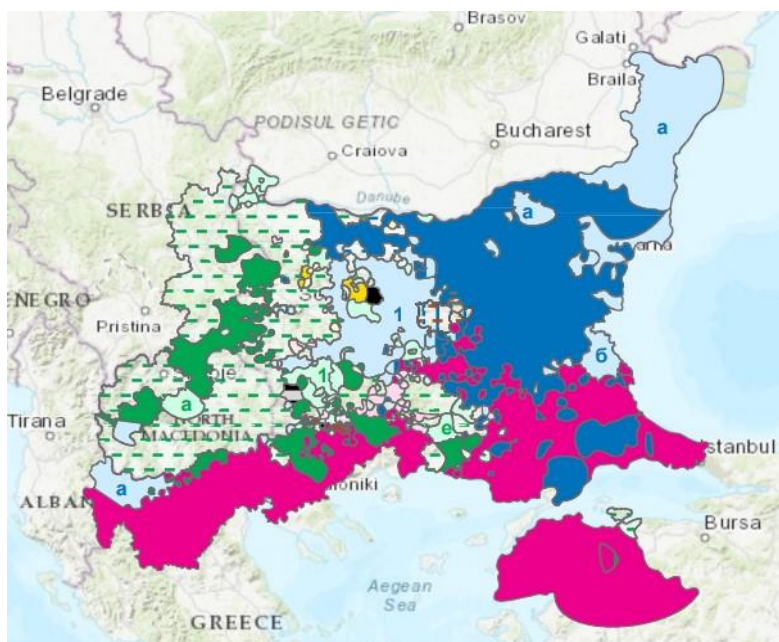 Brasov
Galati
Braila
Belgrade
PODISUL GETIC
Bucharest
Craiova
a
Danube
SERBIA
a
NEGRO
1
Pristina
б
1
a
Tirana
NORTH
MACEDONIA
e
stanbul
a
ALBA
oniki
Bursa
Aegean
Sea
GREECE